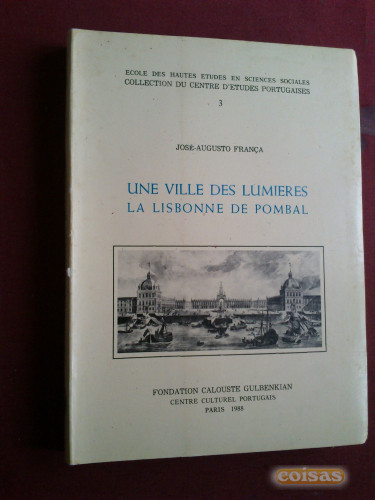 ECOLE DES HAUTES ETUDES EN SCIENCES SOCIALES
COLLECTION DU CENTRE D'ETUDES PORTUGAISES
3
JOSÉ-AUGUSTO FRANÇA
UNE VILLE DES LUMIERES
LA LISBONNE DE POMBAL
FONDATION CALOUSTE GULBENKIAN
CENTRE CULTUREL PORTUGAIS
PARIS 1988
coisas